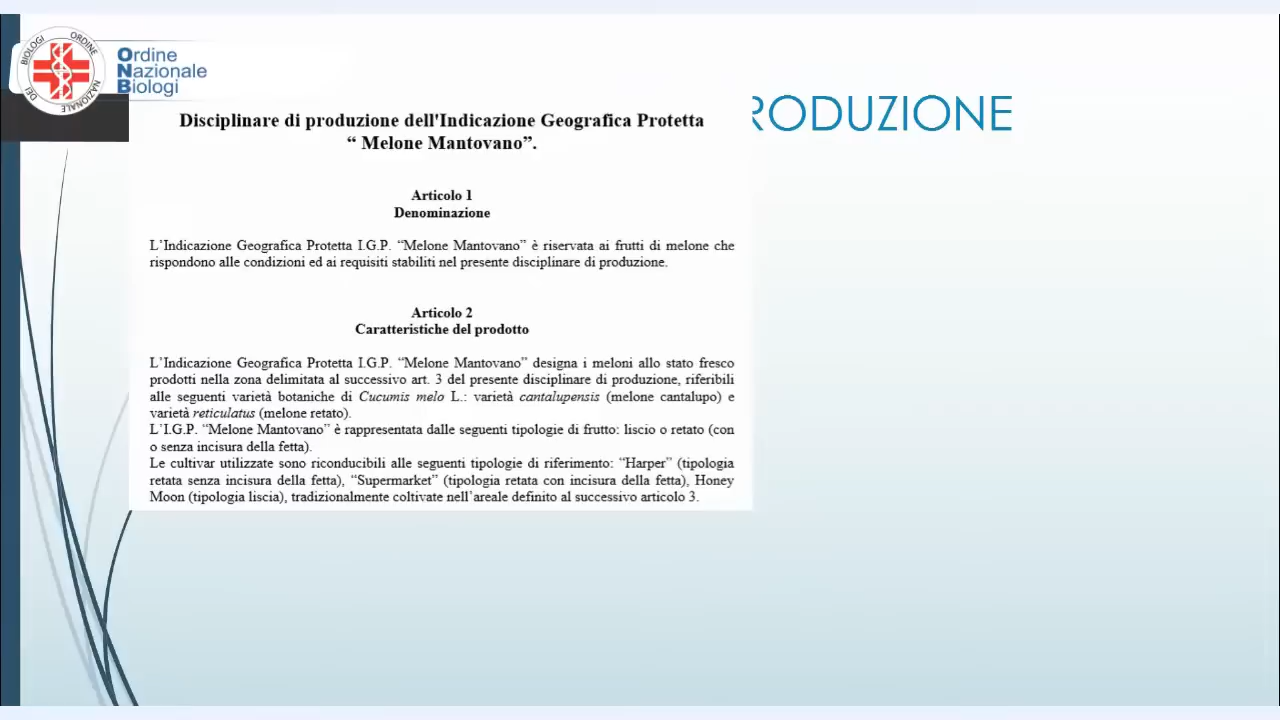 ORDINE
NAZIONALE
DEI
BIOLOGI
Ordine
Nazionale
Biologi
RODUZIONE
Disciplinare di produzione dell'Indicazione Geografica Protetta
“ Melone Mantovano”.
Articolo 1
Denominazione
L’Indicazione Geografica Protetta I.G.P. “Melone Mantovano” è riservata ai frutti di melone che
rispondono alle condizioni ed ai requisiti stabiliti nel presente disciplinare di produzione.
Articolo 2
Caratteristiche del prodotto
L’Indicazione Geografica Protetta I.G.P. “Melone Mantovano” designa i meloni allo stato fresco
prodotti nella zona delimitata al successivo art. 3 del presente disciplinare di produzione, riferibili
alle seguenti varietà botaniche di Cucumis melo L.: varietà cantalupensis (melone cantalupo) e
varietà reticulatus (melone retato).
L’I.G.P. “Melone Mantovano” è rappresentata dalle seguenti tipologie di frutto: liscio o retato (con
o senza incisura della fetta).
Le cultivar utilizzate sono riconducibili alle seguenti tipologie di riferimento: “Harper” (tipologia
retata senza incisura della fetta), “Supermarket” (tipologia retata con incisura della fetta), Honey
Moon (tipologia liscia), tradizionalmente coltivate nell’areale definito al successivo articolo 3.